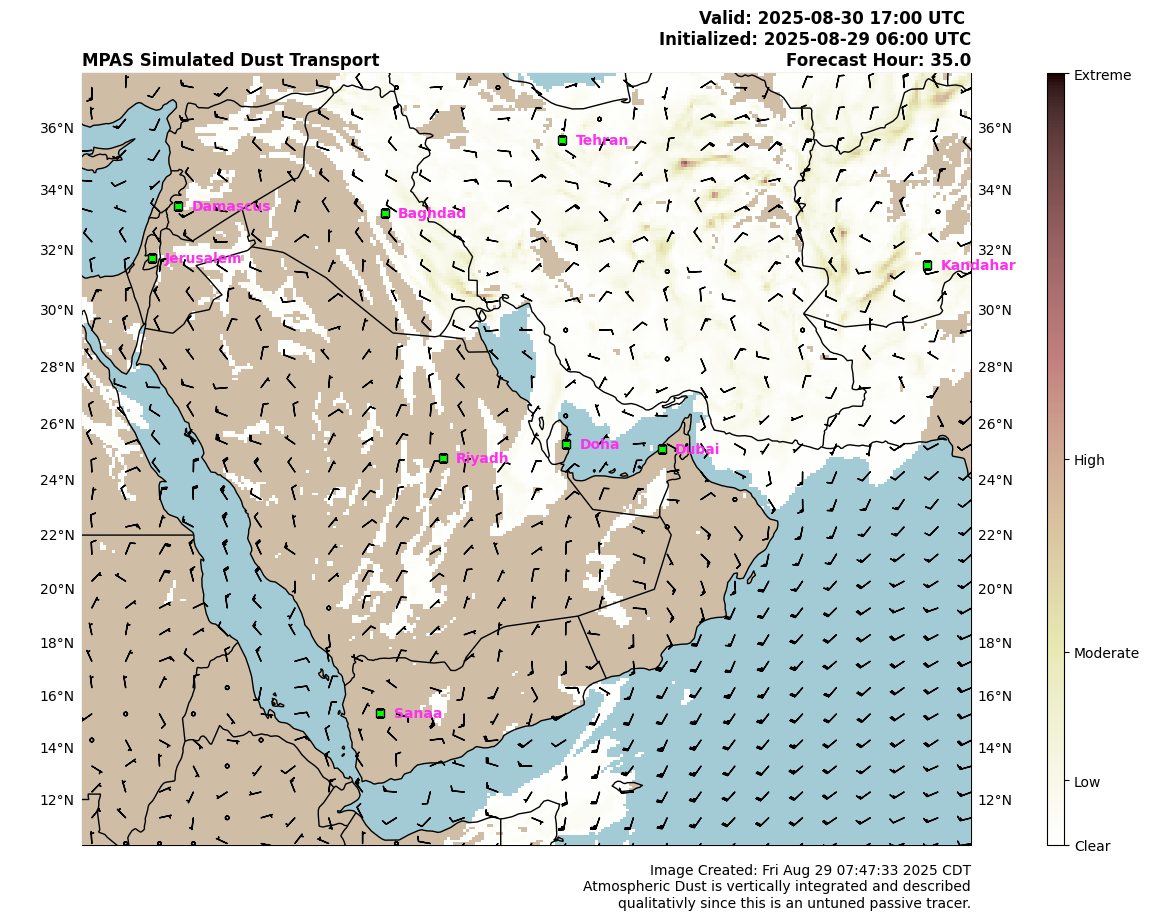 Valid: 2025-08-30 17:00 UTC
Initialized: 2025-08-29 06:00 UTC
MPAS Simulated Dust Transport
Forecast Hour: 35.0
Extreme
High
Moderate
Low
Clear
36°N
34°N
32°N
30°N
28°N
26°N
24°N
22°N
20°N
18°N
16°N
14°N
12°N
36°N
34°N
32°N
30°N
28°N
26°N
24°N
22°N
20°N
18°N
16°N
14°N
12°N
Tehran
Damascus
Baghdad
Jerusalem
Kandahar
Doha
Dubai
Riyadh
Sanaa
Image Created: Fri Aug 29 07:47:33 2025 CDT
Atmospheric Dust is vertically integrated and described
qualitativly since this is an untuned passive tracer.